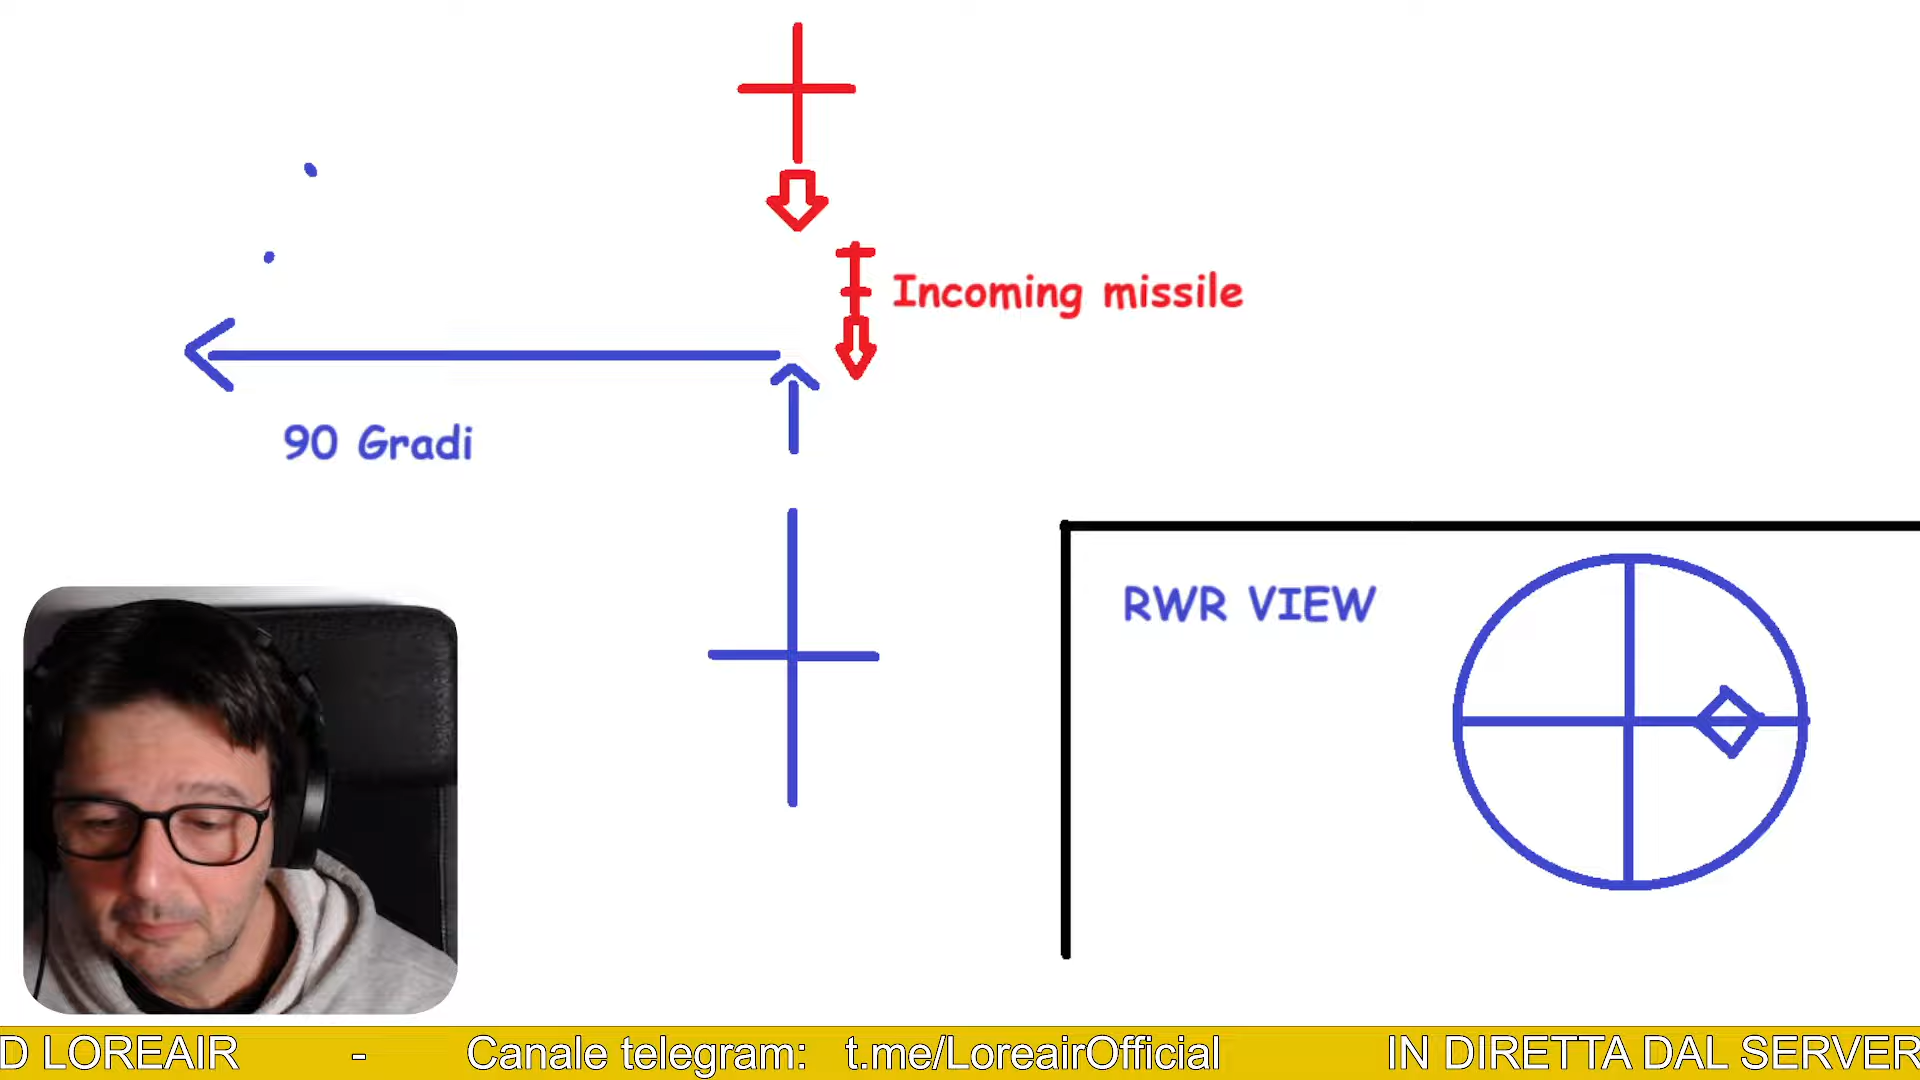 Incoming missile
90 Gradi
RWR VIEW
D LOREAIR - Canale telegram: t.me/LoreairOfficial IN DIRETTA DAL SERVER